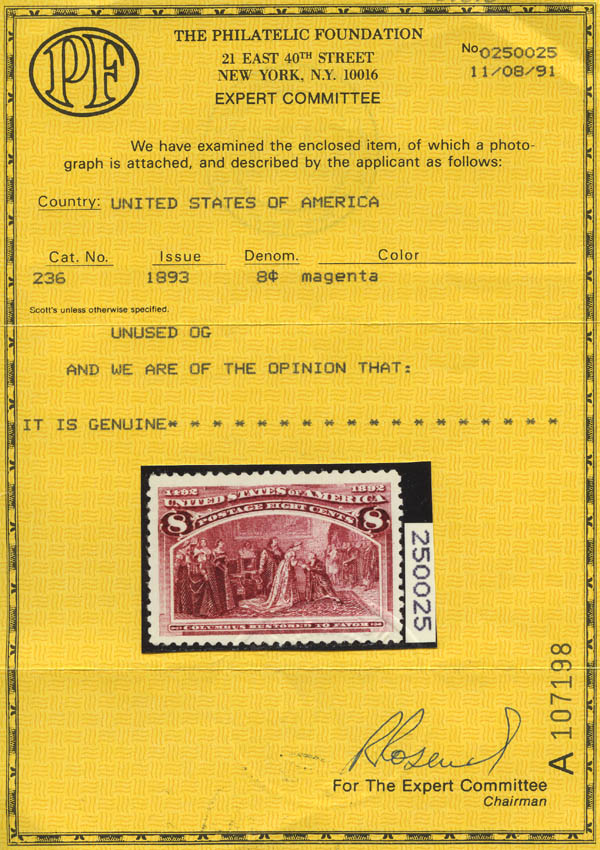 PF
THE PHILATELIC FOUNDATION
21 EAST 40TH STREET
NEW YORK, N.Y. 10016
EXPERT COMMITTEE
No 0250025
11/08/91
We have examined the enclosed item, of which a photo-
graph is attached, and described by the applicant as follows:
Country: UNITED STATES OF AMERICA
Cat. No. Issue Denom. Color
236 1893 8¢ magenta
Scott's unless otherwise specified.
UNUSED OG
AND WE ARE OF THE OPINION THAT:
IT IS GENUINE* * * * * * * * * * * * * *
1492 1892
UNITED STATES OF AMERICA
POSTAGE EIGHT CENTS
8 8
COLUMBUS RESTORED TO FAVOR
250025
A 107198
For The Expert Committee
Chairman